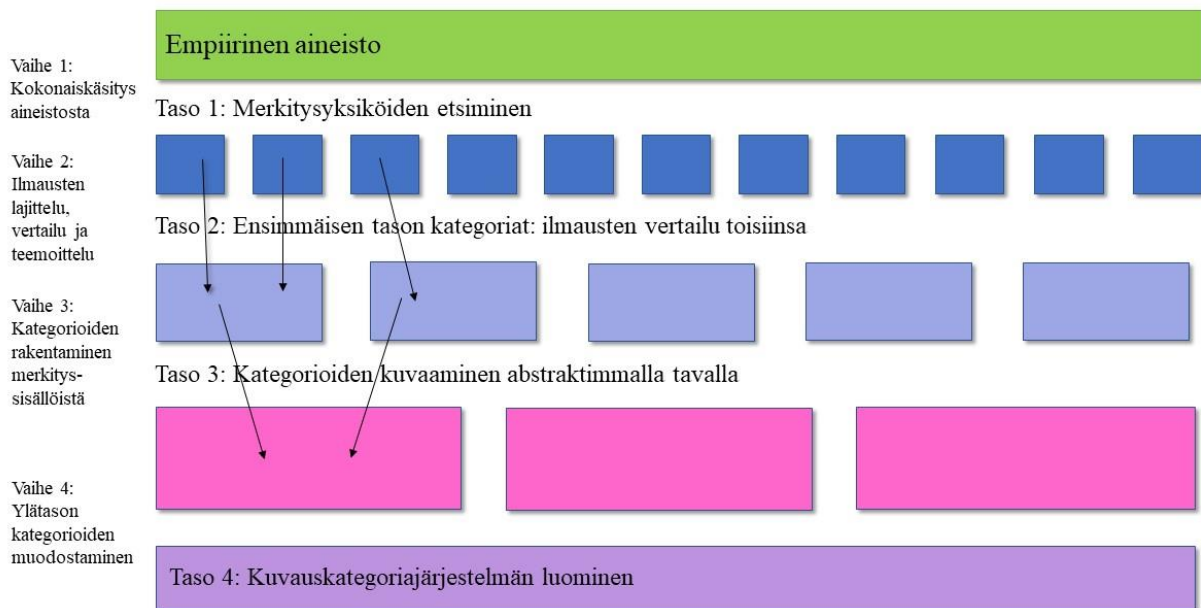 Empiirinen aineisto
Vaihe 1:
Kokonaiskäsitys
aineistosta
Taso 1: Merkitysyksiköiden etsiminen
Vaihe 2:
Ilmausten
lajittelu,
vertailu ja
teemoittelu
Taso 2: Ensimmäisen tason kategoriat: ilmausten vertailu toisiinsa
Vaihe 3:
Kategorioiden
rakentaminen
merkitys-
sisällöistä
Taso 3: Kategorioiden kuvaaminen abstraktimmalla tavalla
Vaihe 4:
Ylätason
kategorioiden
muodostaminen
Taso 4: Kuvauskategoriajärjestelmän luominen